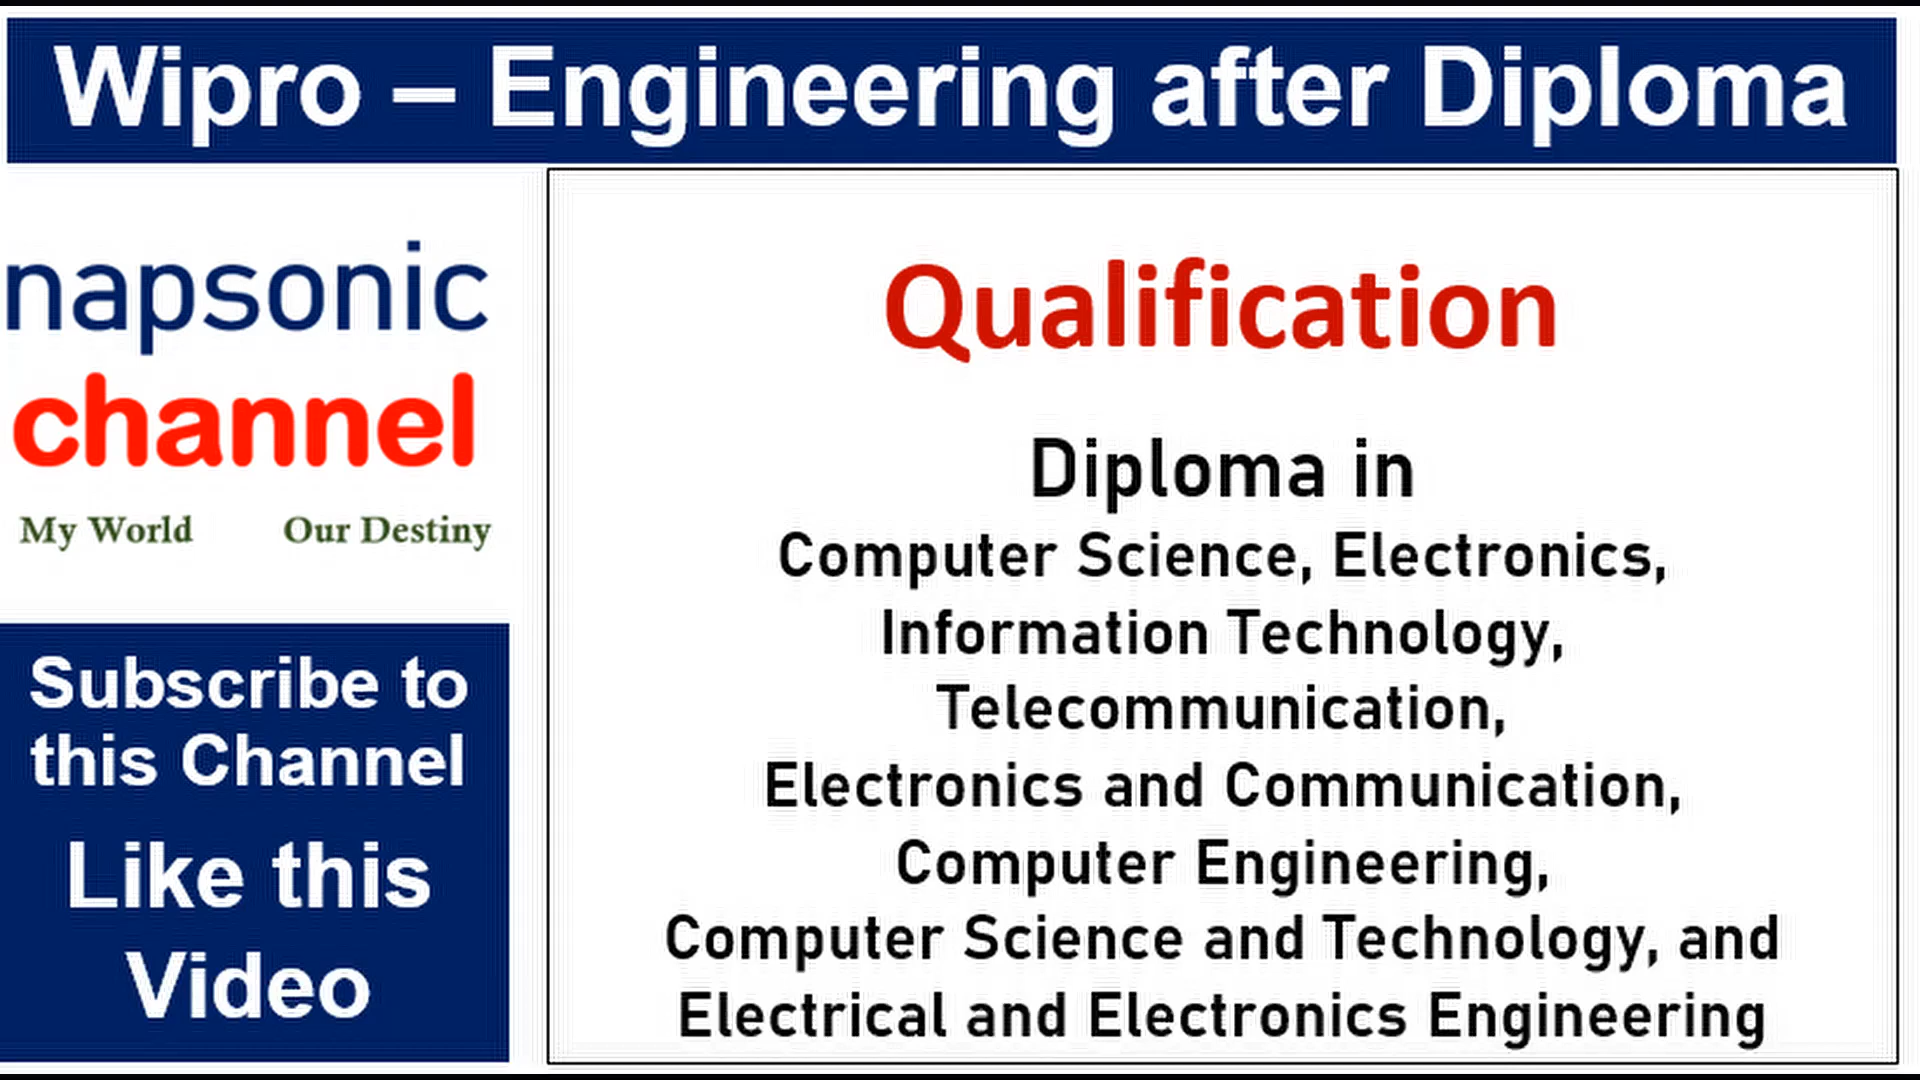 Wipro – Engineering after Diploma
napsonic
channel
My World Our Destiny
Subscribe to
this Channel
Like this
Video
Qualification
Diploma in
Computer Science, Electronics,
Information Technology,
Telecommunication,
Electronics and Communication,
Computer Engineering,
Computer Science and Technology, and
Electrical and Electronics Engineering